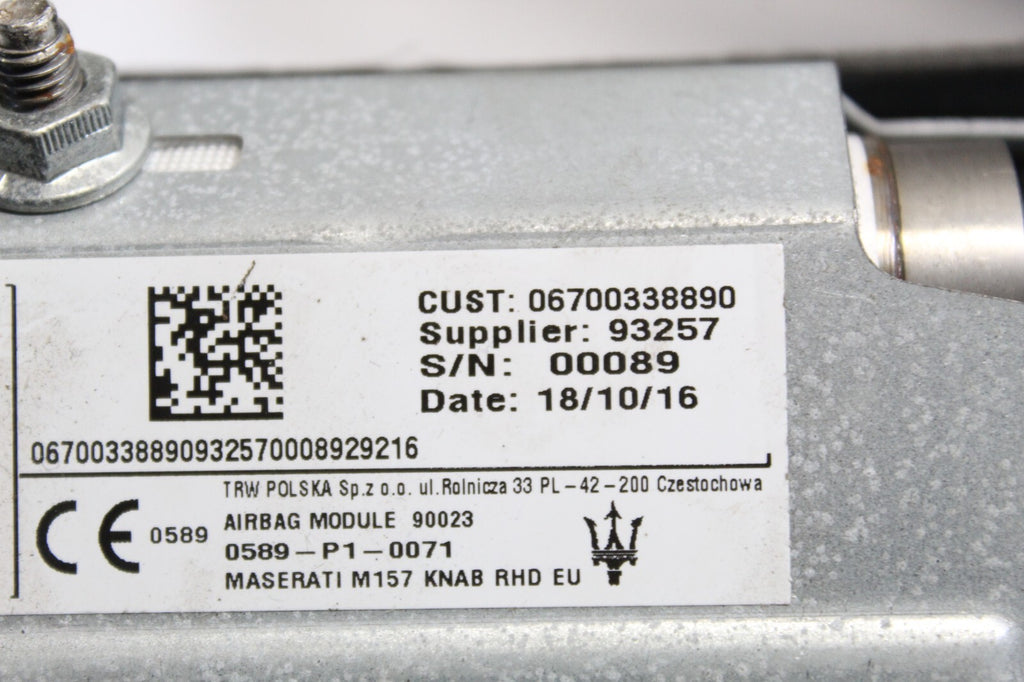 CUST: 06700338890
Supplier: 93257
S/N: 00089
Date: 18/10/16
06700338890932570008929216
TRW POLSKA Sp.z o.o. ul.Rolnicza 33 PL-42-200 Czestochowa
CE 0589 AIRBAG MODULE 90023
0589-P1-0071
MASERATI M157 KNAB RHD EU